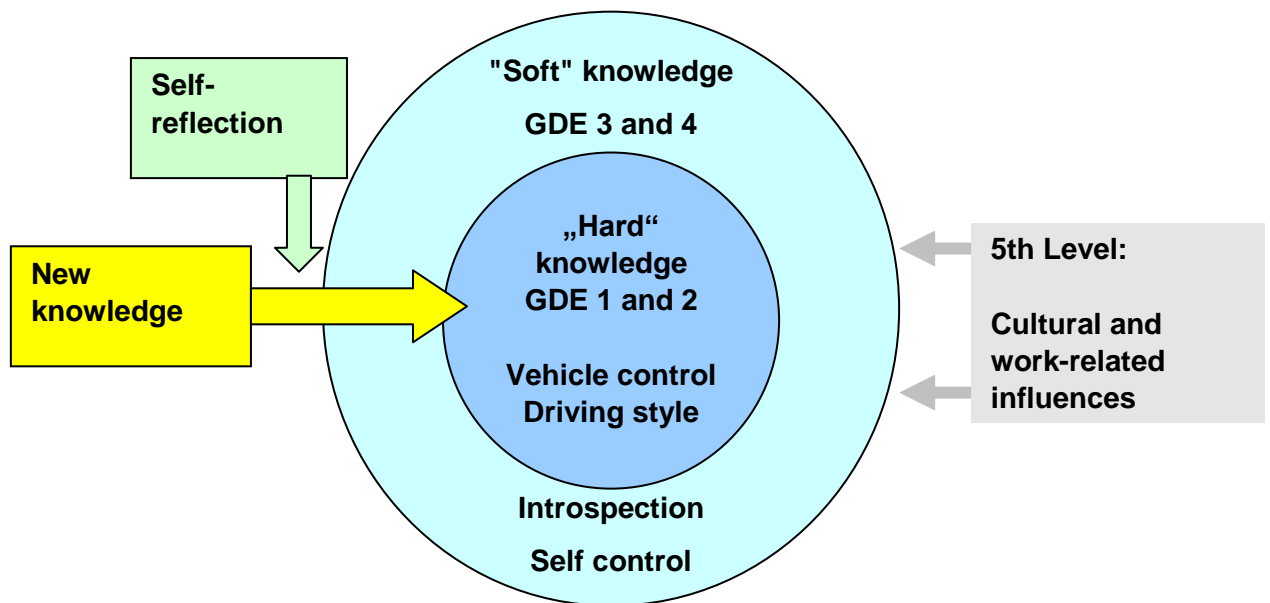 Self-
reflection
New
knowledge
"Soft" knowledge
GDE 3 and 4
„Hard“
knowledge
GDE 1 and 2
Vehicle control
Driving style
Introspection
Self control
5th Level:
Cultural and
work-related
influences